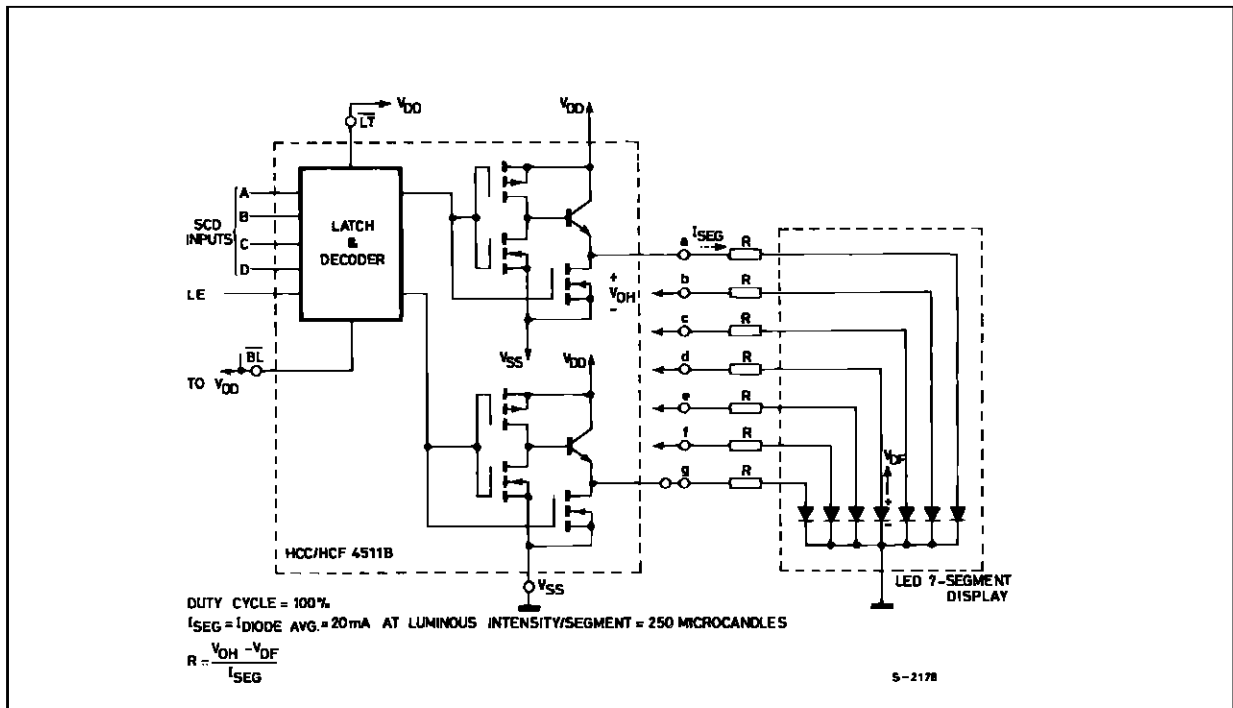 V_DD
V_DD
LT
A
B
C
D
SCD
INPUTS
LATCH
&
DECODER
LE
BL
TO V_DD
V_SS
V_DD
+
V_OH
-
a
I_SEG
R
b
R
c
R
d
R
e
R
f
R
g
R
V_DF
+
-
HCC/HCF 4511B
V_SS
LED 7-SEGMENT
DISPLAY
DUTY CYCLE = 100%
I_SEG = I_DIODE AVG. = 20mA AT LUMINOUS INTENSITY/SEGMENT = 250 MICROCANDLES
R = V_OH - V_DF / I_SEG
S-2178